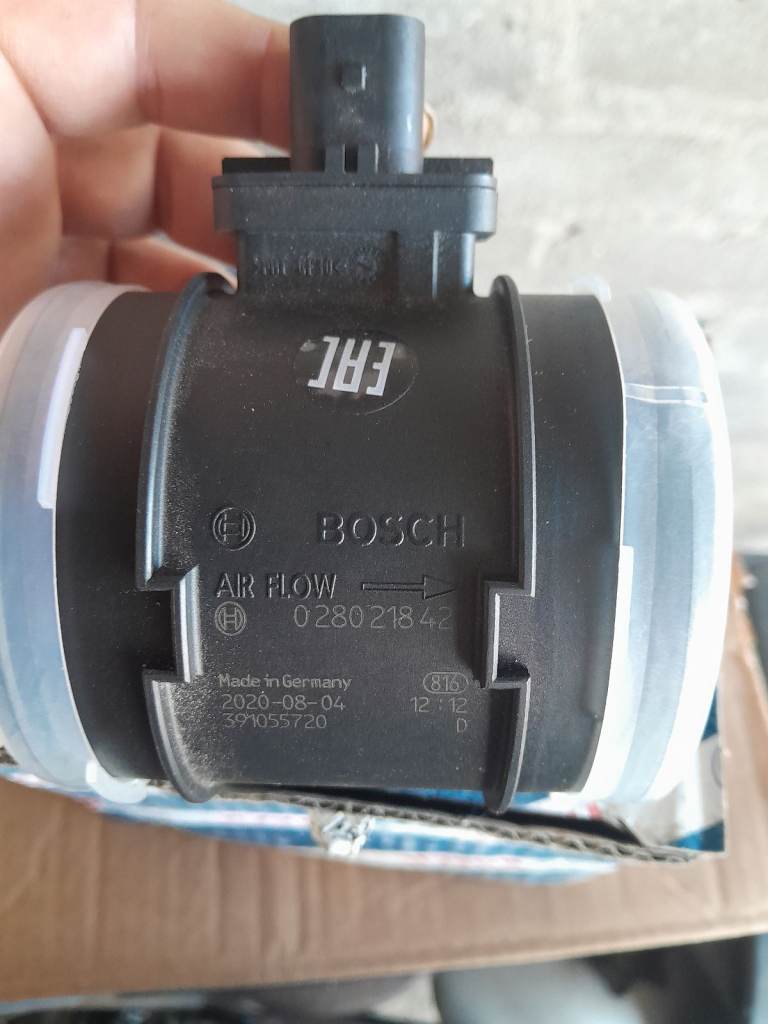 EAC
BOSCH
AIR FLOW
0 280 218 42
Made in Germany
816
2020-08-04
12:12
391055720
D